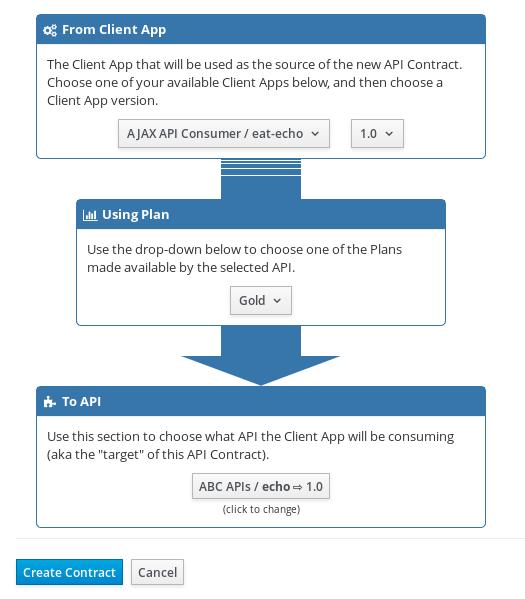 From Client App
The Client App that will be used as the source of the new API Contract.
Choose one of your available Client Apps below, and then choose a
Client App version.
AJAX API Consumer / eat-echo 1.0
Using Plan
Use the drop-down below to choose one of the Plans
made available by the selected API.
Gold
To API
Use this section to choose what API the Client App will be consuming
(aka the "target" of this API Contract).
ABC APIs / echo ⇨ 1.0
(click to change)
Create Contract Cancel